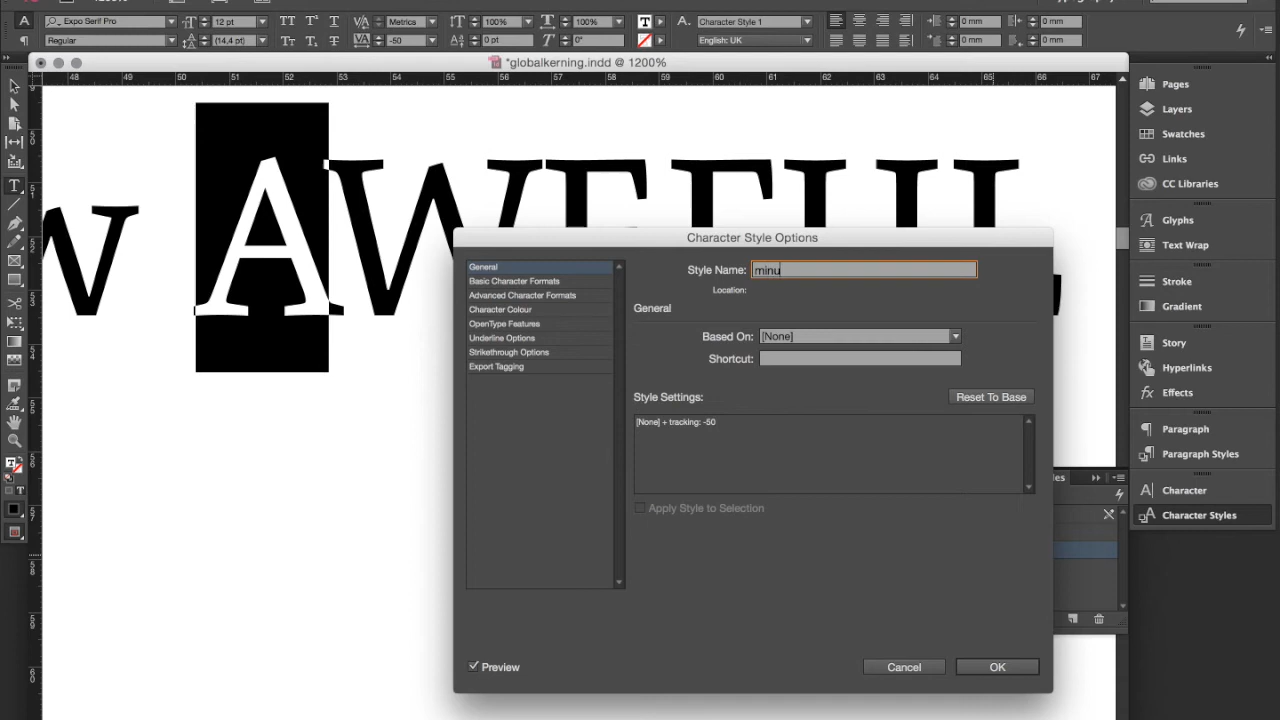 Expo Serif Pro
12 pt
Metrics
100%
100%
Character Style 1
0 mm
0 mm
Regular
(14,4 pt)
-50
0 pt
0°
English: UK
0 mm
0 mm
*globalkerning.indd @ 1200%
48 49 50 51 52 53 54 55 56 57 58 59 60 61 62 63 64 65 66 67
w AWFUL
Character Style Options
General
Basic Character Formats
Advanced Character Formats
Character Colour
OpenType Features
Underline Options
Strikethrough Options
Export Tagging
Style Name: minu
Location:
General
Based On: [None]
Shortcut:
Style Settings:
Reset To Base
[None] + tracking: -50
Apply Style to Selection
Preview
Cancel
OK
Pages
Layers
Swatches
Links
CC Libraries
Glyphs
Text Wrap
Stroke
Gradient
Story
Hyperlinks
Effects
Paragraph
Paragraph Styles
Character
Character Styles